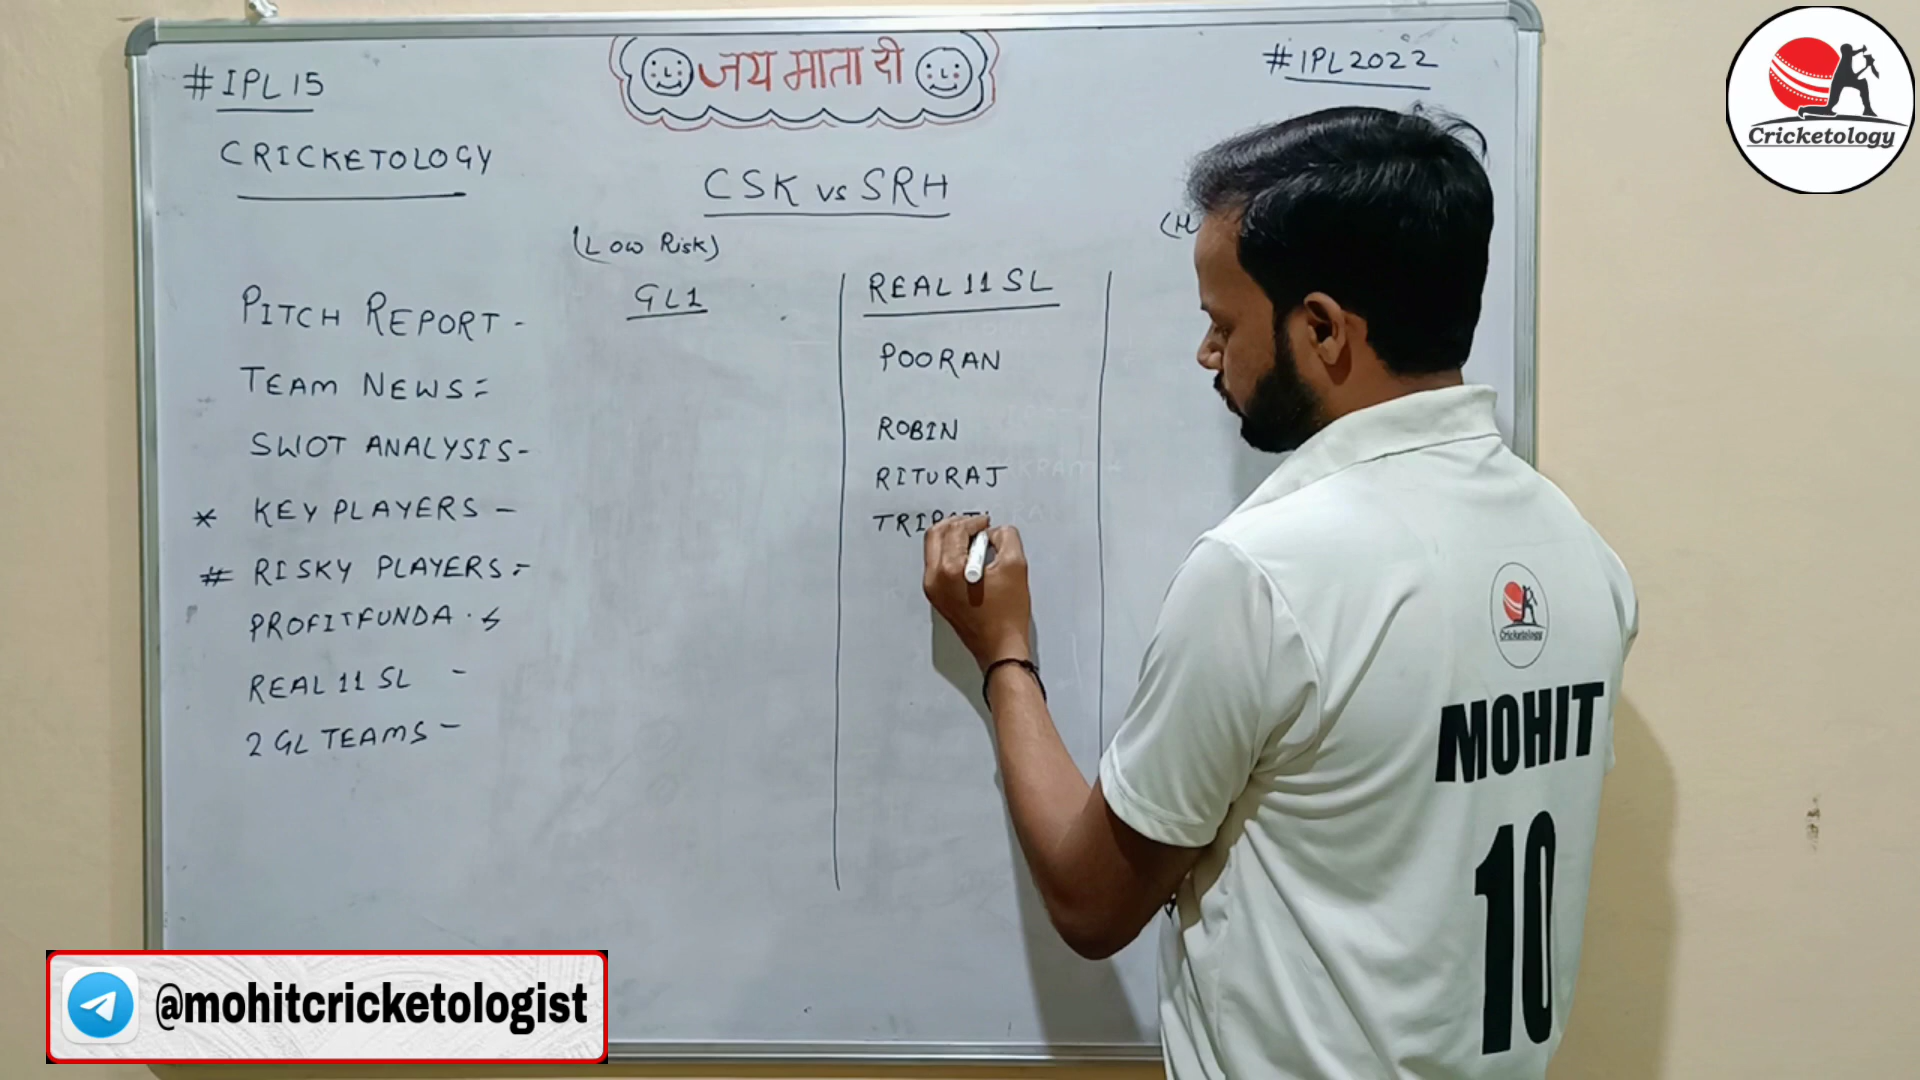 #IPL15
जय माता दी
#IPL2022
Cricketology
CRICKETOLOGY
CSK vs SRH
(Low Risk)
GL1
REAL 11 SL
PITCH REPORT -
TEAM NEWS =
SWOT ANALYSIS -
* KEY PLAYERS -
# RISKY PLAYERS =
PROFITFUNDA .
REAL 11 SL -
2 GL TEAMS -
POORAN
ROBIN
RITURAJ
Cricketology
MOHIT
10
@mohitcricketologist